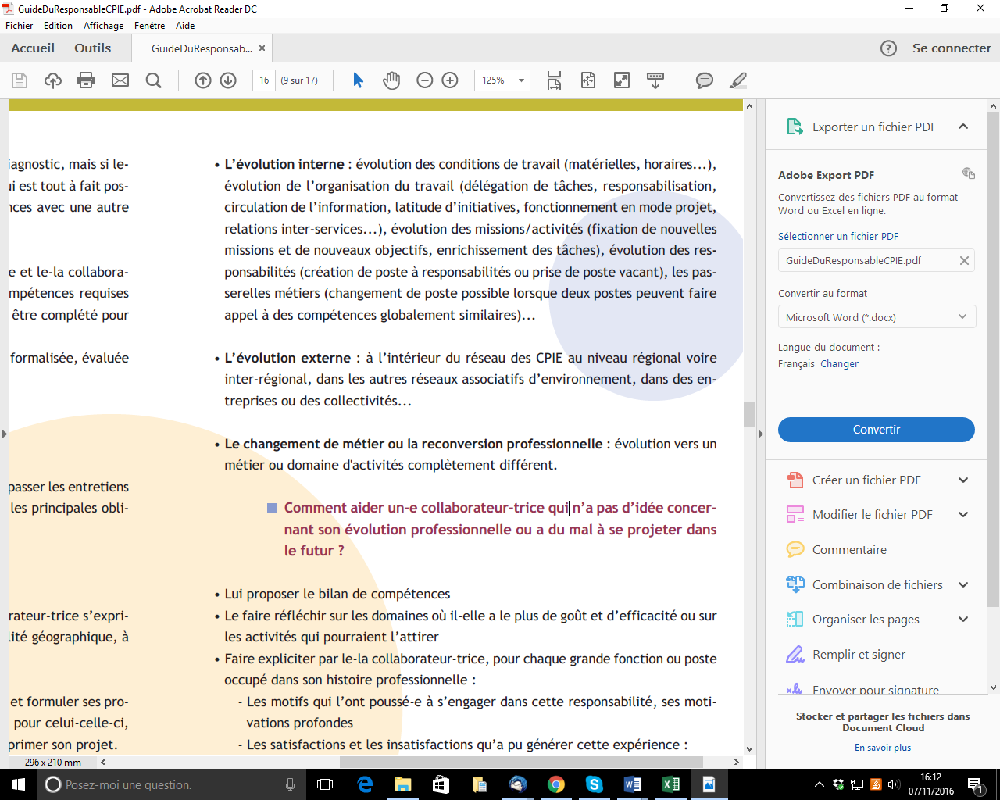 GuideDuResponsableCPIE.pdf - Adobe Acrobat Reader DC
Fichier Edition Affichage Fenêtre Aide
Accueil Outils GuideDuResponsab... × ? Se connecter
16 (9 sur 17) 125%
iagnostic, mais si le-
ui est tout à fait pos-
nces avec une autre
e et le-la collabora-
mpétences requises
être complété pour
formalisée, évaluée
passer les entretiens
les principales obli-
rateur-trice s’expri-
lité géographique, à
et formuler ses pro-
pour celui-celle-ci,
primer son projet.
• L’évolution interne : évolution des conditions de travail (matérielles, horaires...),
évolution de l’organisation du travail (délégation de tâches, responsabilisation,
circulation de l’information, latitude d’initiatives, fonctionnement en mode projet,
relations inter-services...), évolution des missions/activités (fixation de nouvelles
missions et de nouveaux objectifs, enrichissement des tâches), évolution des res-
ponsabilités (création de poste à responsabilités ou prise de poste vacant), les pas-
serelles métiers (changement de poste possible lorsque deux postes peuvent faire
appel à des compétences globalement similaires)...
• L’évolution externe : à l’intérieur du réseau des CPIE au niveau régional voire
inter-régional, dans les autres réseaux associatifs d’environnement, dans des en-
treprises ou des collectivités...
• Le changement de métier ou la reconversion professionnelle : évolution vers un
métier ou domaine d'activités complètement différent.
Comment aider un-e collaborateur-trice qui n’a pas d’idée concer-
nant son évolution professionnelle ou a du mal à se projeter dans
le futur ?
• Lui proposer le bilan de compétences
• Le faire réfléchir sur les domaines où il-elle a le plus de goût et d’efficacité ou sur
les activités qui pourraient l’attirer
• Faire expliciter par le-la collaborateur-trice, pour chaque grande fonction ou poste
occupé dans son histoire professionnelle :
- Les motifs qui l’ont poussé-e à s’engager dans cette responsabilité, ses moti-
vations profondes
- Les satisfactions et les insatisfactions qu’a pu générer cette expérience :
296 x 210 mm
Exporter un fichier PDF
Adobe Export PDF
Convertissez des fichiers PDF au format
Word ou Excel en ligne.
Sélectionner un fichier PDF
GuideDuResponsableCPIE.pdf
Convertir au format
Microsoft Word (*.docx)
Langue du document :
Français Changer
Convertir
Créer un fichier PDF
Modifier le fichier PDF
Commentaire
Combinaison de fichiers
Organiser les pages
Remplir et signer
Envoyer pour signature
Stocker et partager les fichiers dans
Document Cloud
En savoir plus
Posez-moi une question.
16:12
07/11/2016
1